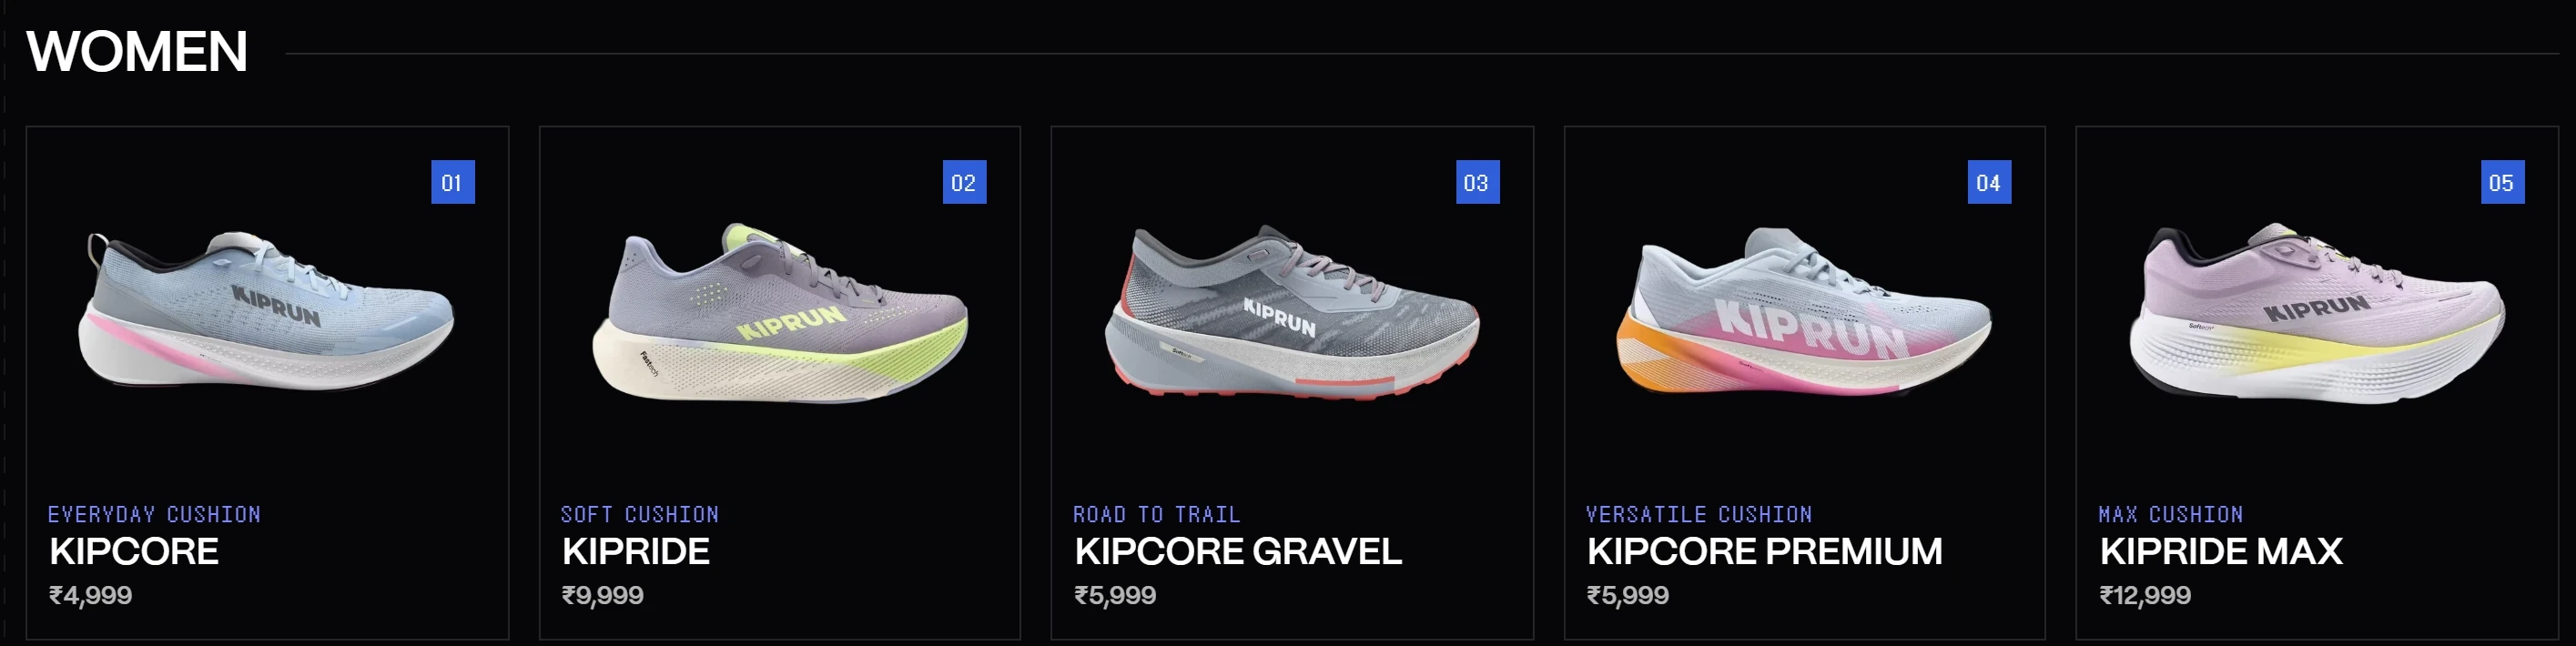 WOMEN
01
KIPRUN
EVERYDAY CUSHION
KIPCORE
₹4,999
02
KIPRUN
Fastech
SOFT CUSHION
KIPRIDE
₹9,999
03
KIPRUN
ROAD TO TRAIL
KIPCORE GRAVEL
₹5,999
04
KIPRUN
VERSATILE CUSHION
KIPCORE PREMIUM
₹5,999
05
KIPRUN
Softech
MAX CUSHION
KIPRIDE MAX
₹12,999